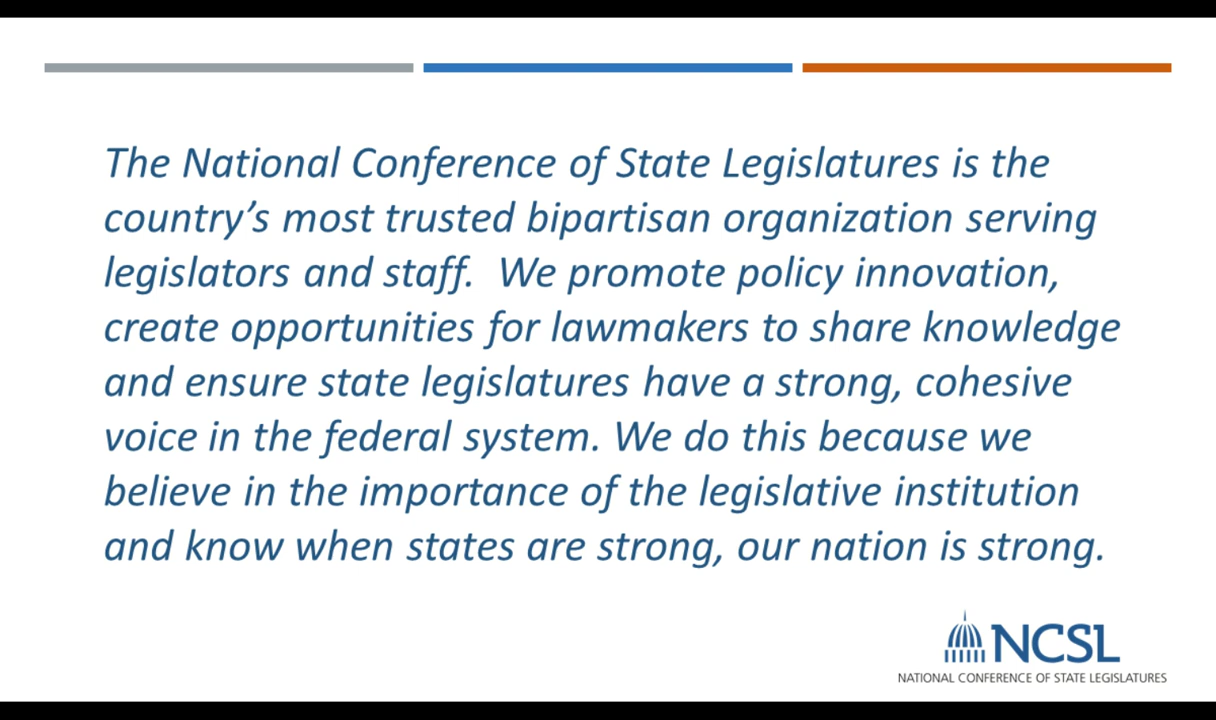 The National Conference of State Legislatures is the
country’s most trusted bipartisan organization serving
legislators and staff.  We promote policy innovation,
create opportunities for lawmakers to share knowledge
and ensure state legislatures have a strong, cohesive
voice in the federal system. We do this because we
believe in the importance of the legislative institution
and know when states are strong, our nation is strong.
NCSL
NATIONAL CONFERENCE OF STATE LEGISLATURES